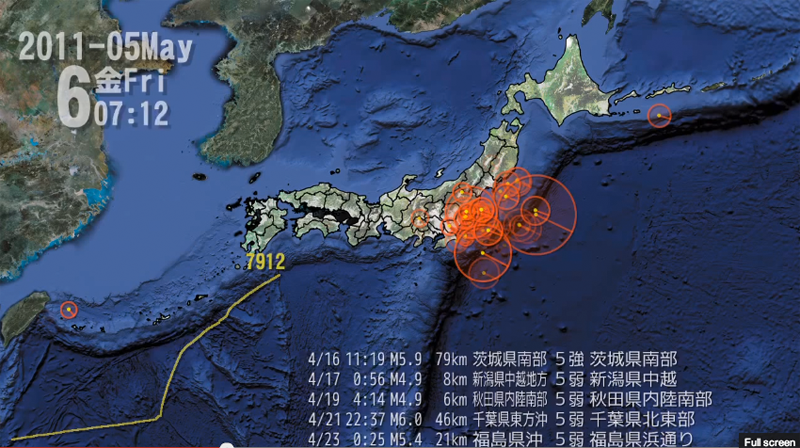 2011-05May
6金Fri
07:12
7912
4/16 11:19 M5.9 79km 茨城県南部 5強 茨城県南部
4/17 0:56 M4.9 8km 新潟県中越地方 5弱 新潟県中越
4/19 4:14 M4.9 6km 秋田県内陸南部 5弱 秋田県内陸南部
4/21 22:37 M6.0 46km 千葉県東方沖 5弱 千葉県北東部
4/23 0:25 M5.4 21km 福島県沖 5弱 福島県浜通り
Full screen